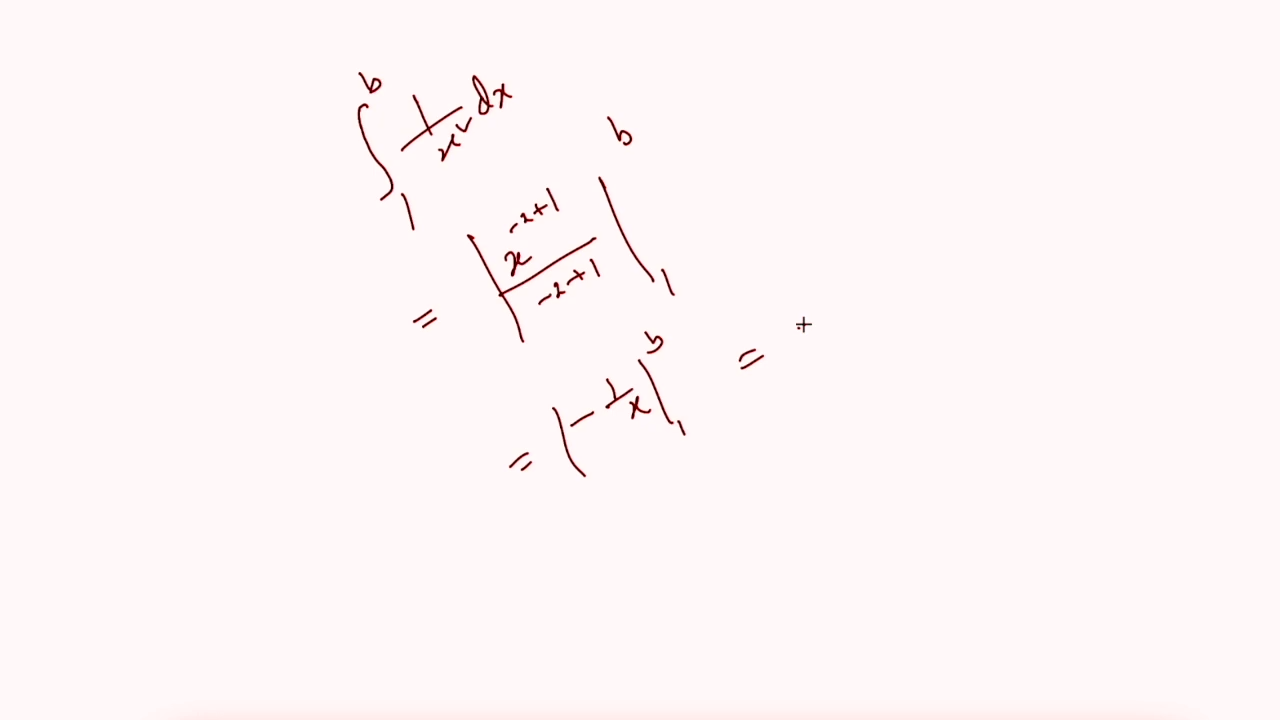 ∫₁ᵇ 1/x² dx
= | x^(-2+1) / (-2+1) |₁ᵇ
= | -1/x |₁ᵇ =